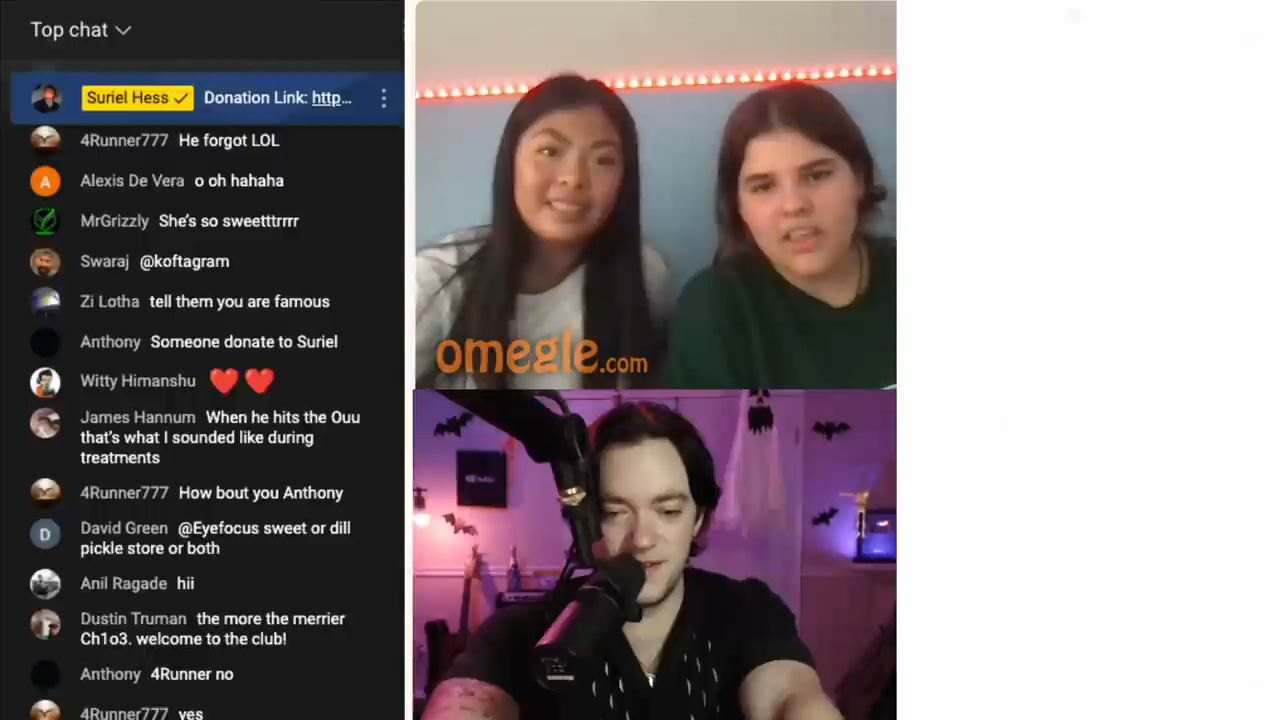 Top chat
Suriel Hess Donation Link: http...
4Runner777 He forgot LOL
Alexis De Vera o oh hahaha
A
MrGrizzly She's so sweetttrrrr
Swaraj @koftagram
Zi Lotha tell them you are famous
Anthony Someone donate to Suriel
Witty Himanshu
James Hannum When he hits the Ouu
that's what I sounded like during
treatments
4Runner777 How bout you Anthony
David Green @Eyefocus sweet or dill
D
pickle store or both
Anil Ragade hii
Dustin Truman the more the merrier
Ch1o3. welcome to the club!
Anthony 4Runner no
4Runner777 yes
omegle.com